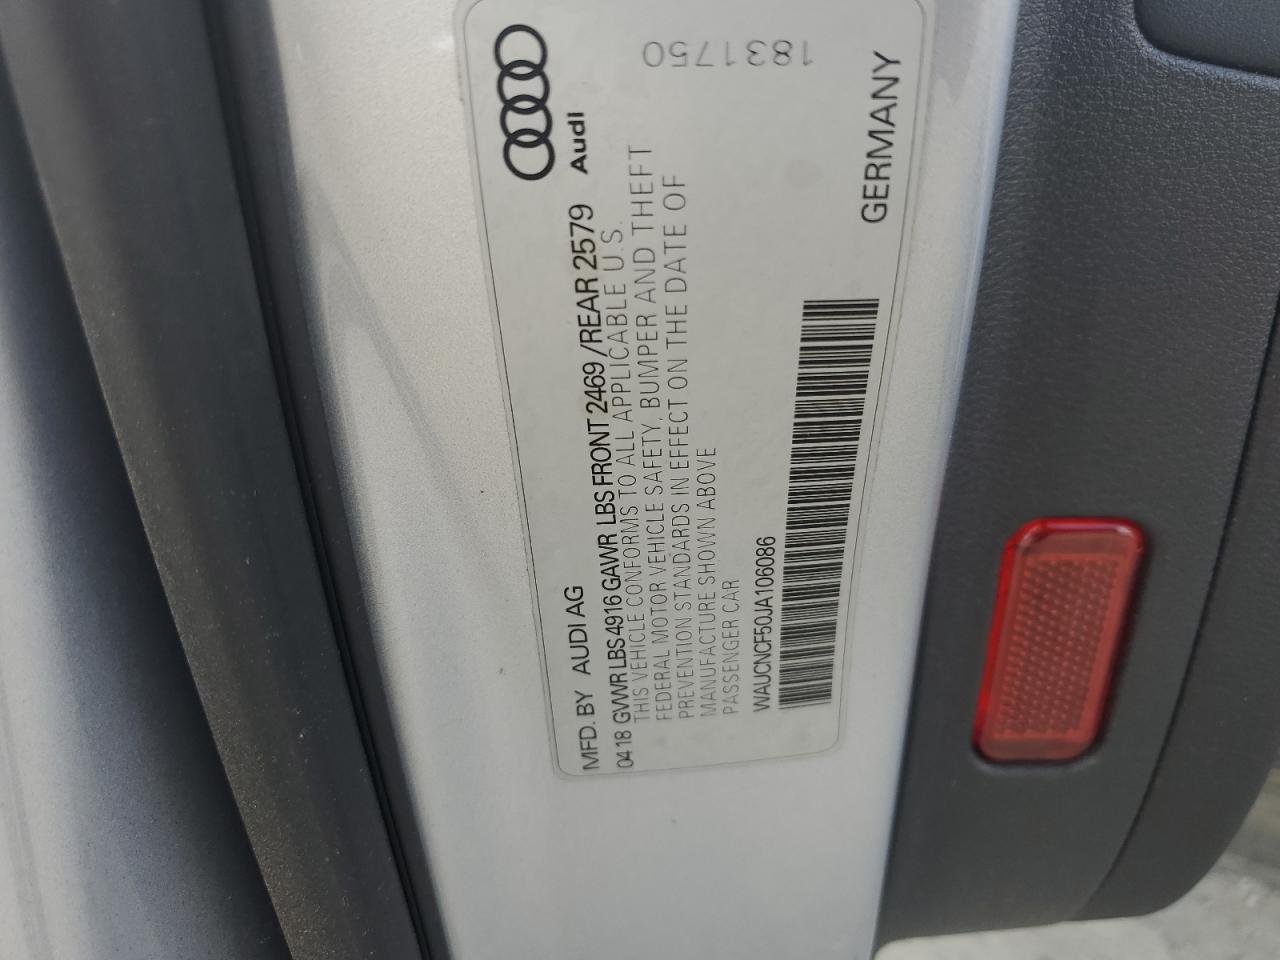 1831750
Audi
MFD. BY AUDI AG
0418 GVWR LBS 4916 GAWR LBS FRONT 2469 /REAR 2579
THIS VEHICLE CONFORMS TO ALL APPLICABLE U.S.
FEDERAL MOTOR VEHICLE SAFETY, BUMPER AND THEFT
PREVENTION STANDARDS IN EFFECT ON THE DATE OF
MANUFACTURE SHOWN ABOVE
PASSENGER CAR
WAUCNCF50JA106086
GERMANY